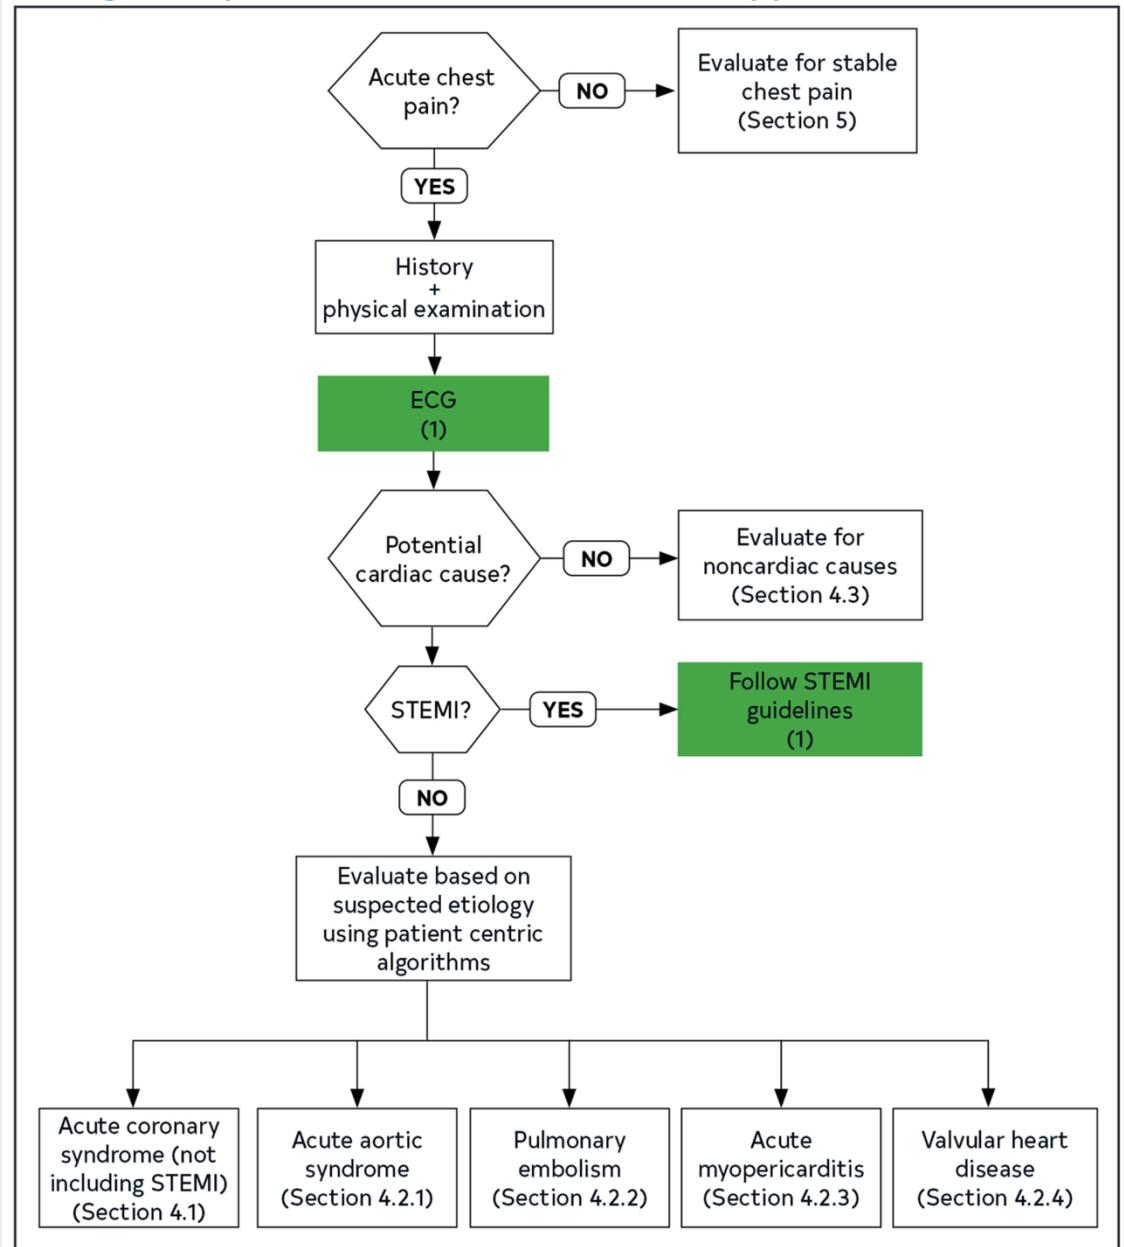 Acute chest
pain?
NO
Evaluate for stable
chest pain
(Section 5)
YES
History
+
physical examination
ECG
(1)
Potential
cardiac cause?
NO
Evaluate for
noncardiac causes
(Section 4.3)
STEMI?
YES
Follow STEMI
guidelines
(1)
NO
Evaluate based on
suspected etiology
using patient centric
algorithms
Acute coronary
syndrome (not
including STEMI)
(Section 4.1)
Acute aortic
syndrome
(Section 4.2.1)
Pulmonary
embolism
(Section 4.2.2)
Acute
myopericarditis
(Section 4.2.3)
Valvular heart
disease
(Section 4.2.4)